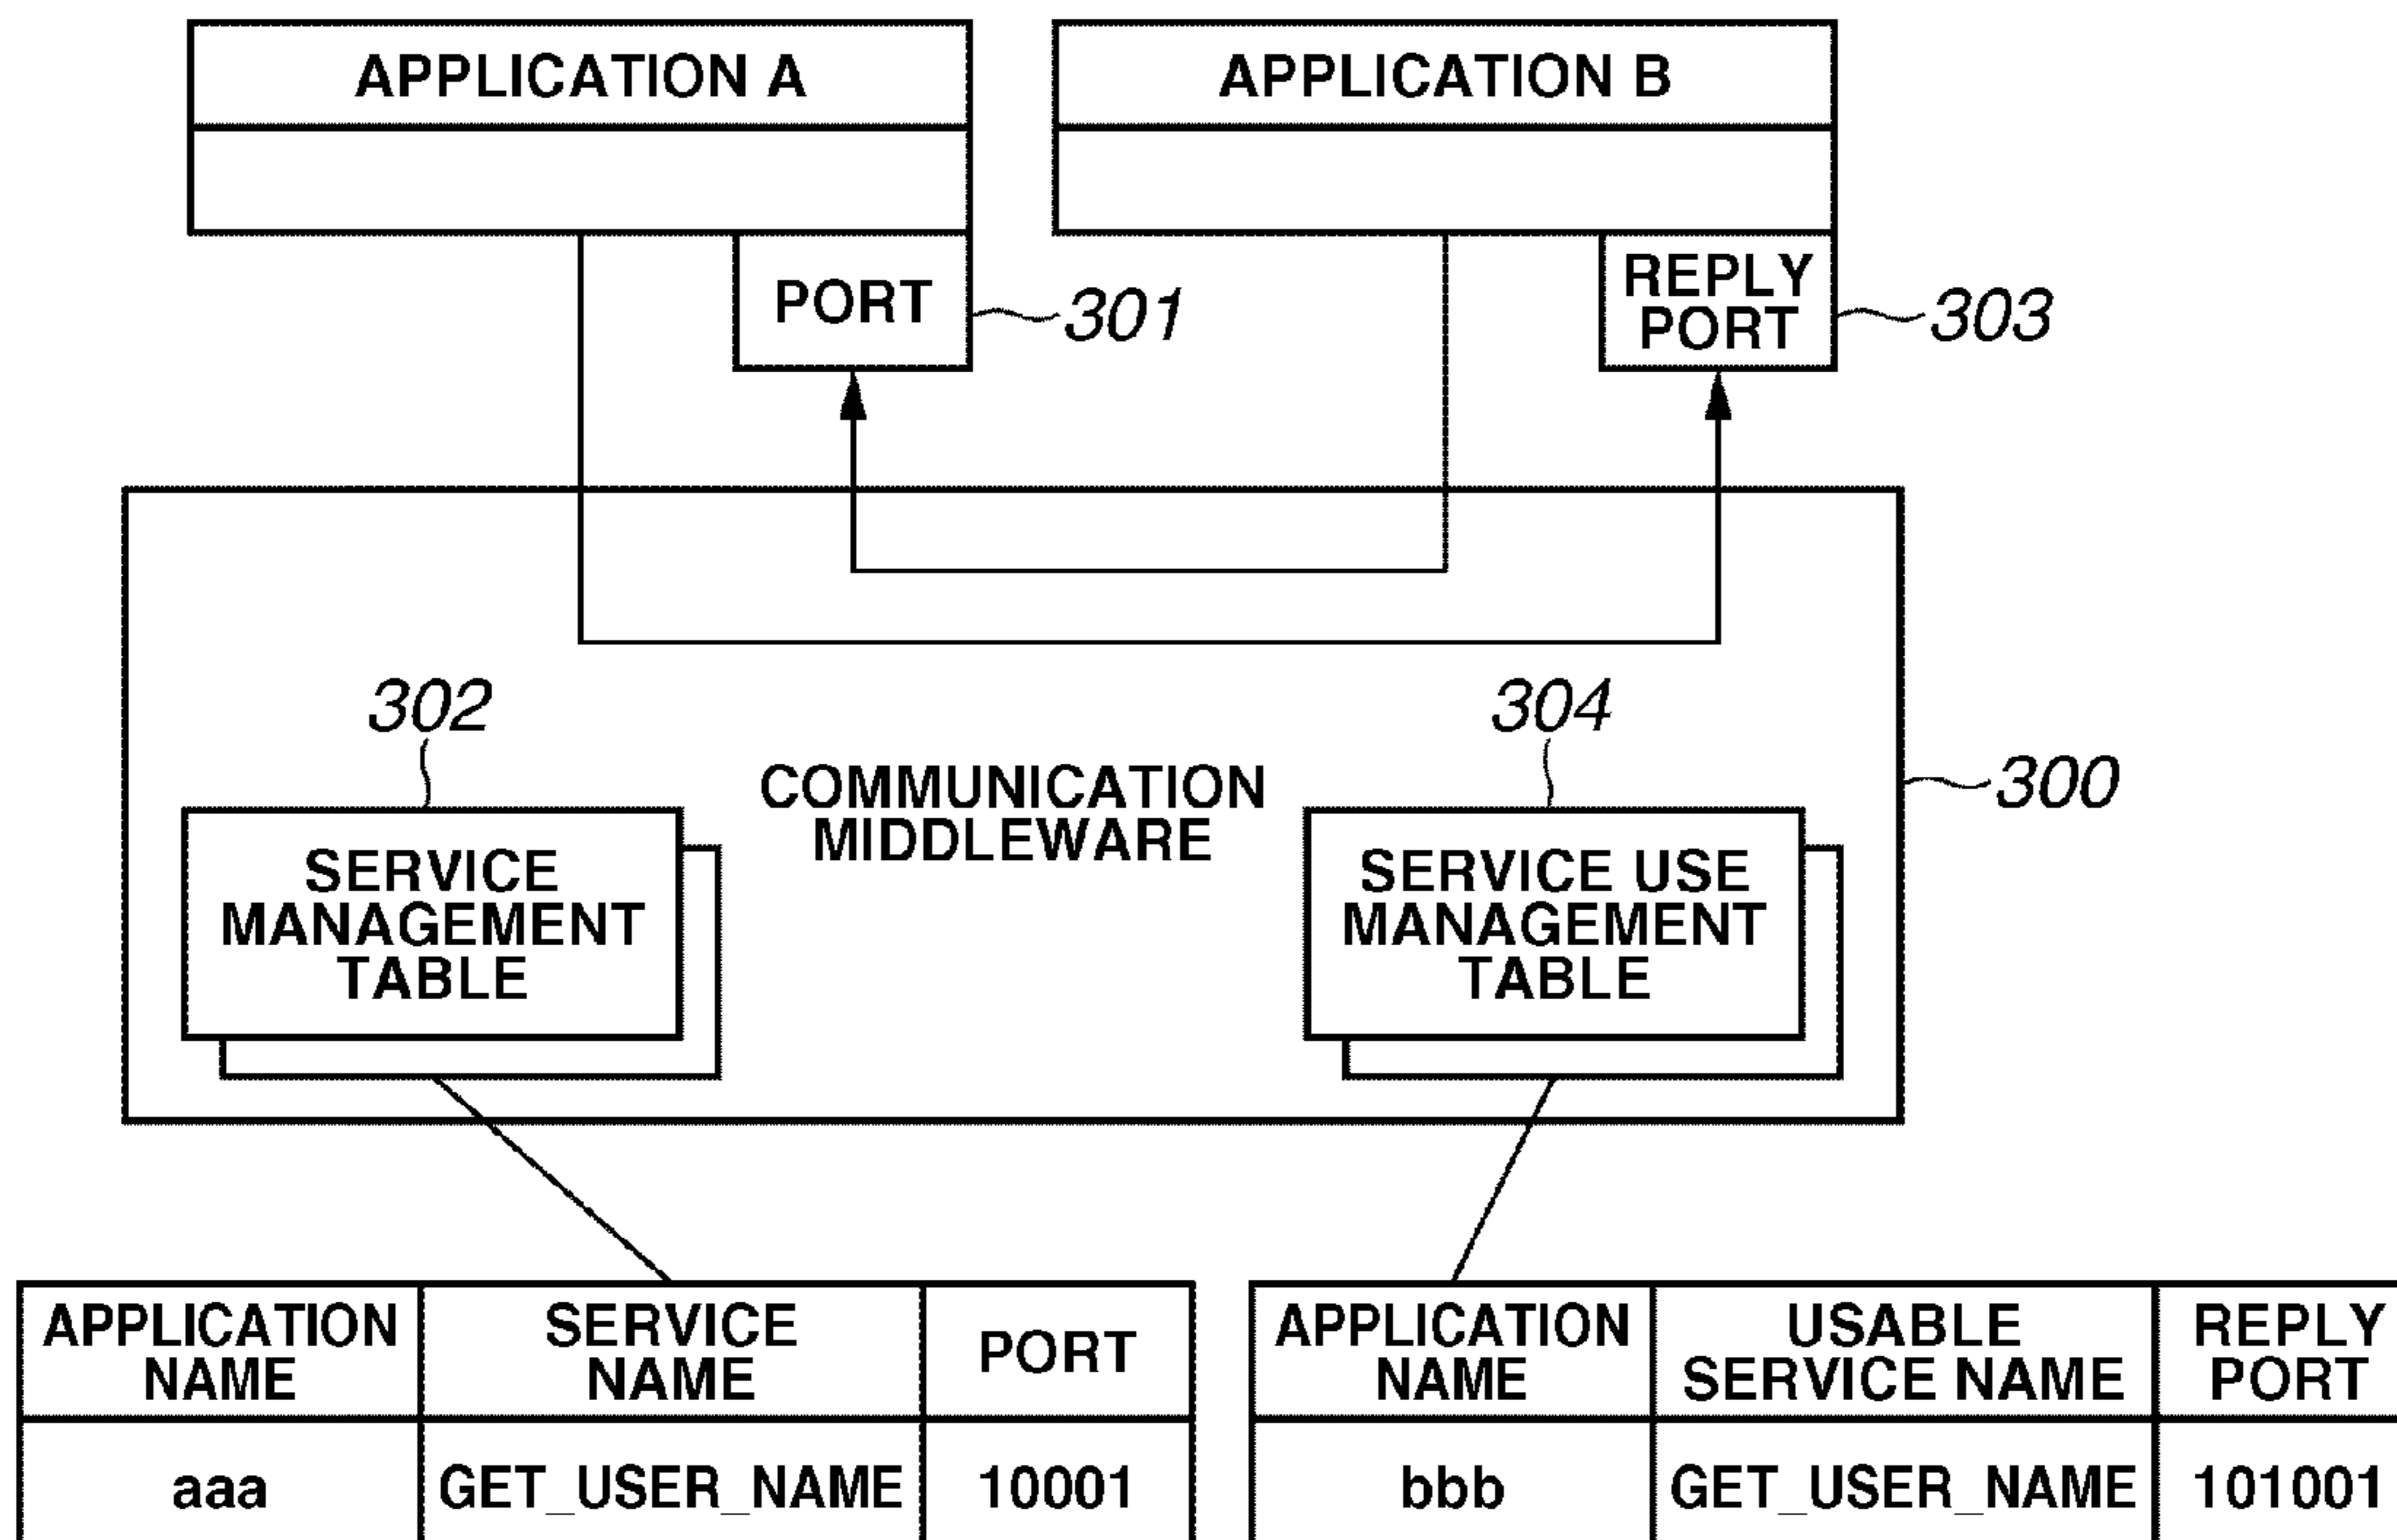 APPLICATION A
APPLICATION B
PORT
301
REPLY
PORT
303
302
304
COMMUNICATION
MIDDLEWARE
300
SERVICE
MANAGEMENT
TABLE
SERVICE USE
MANAGEMENT
TABLE
APPLICATION
NAME
SERVICE
NAME
PORT
APPLICATION
NAME
USABLE
SERVICE NAME
REPLY
PORT
aaa
GET_USER_NAME
10001
bbb
GET_USER_NAME
101001